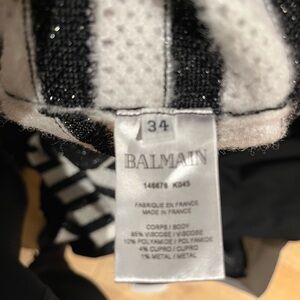 34
BALMAIN
146676 K045
FABRIQUE EN FRANCE
MADE IN FRANCE
CORPS / BODY
85% VISCOSE / VISCOSE
10% POLYAMIDE / POLYAMIDE
4% CUPRO / CUPRO
1% METAL / METAL